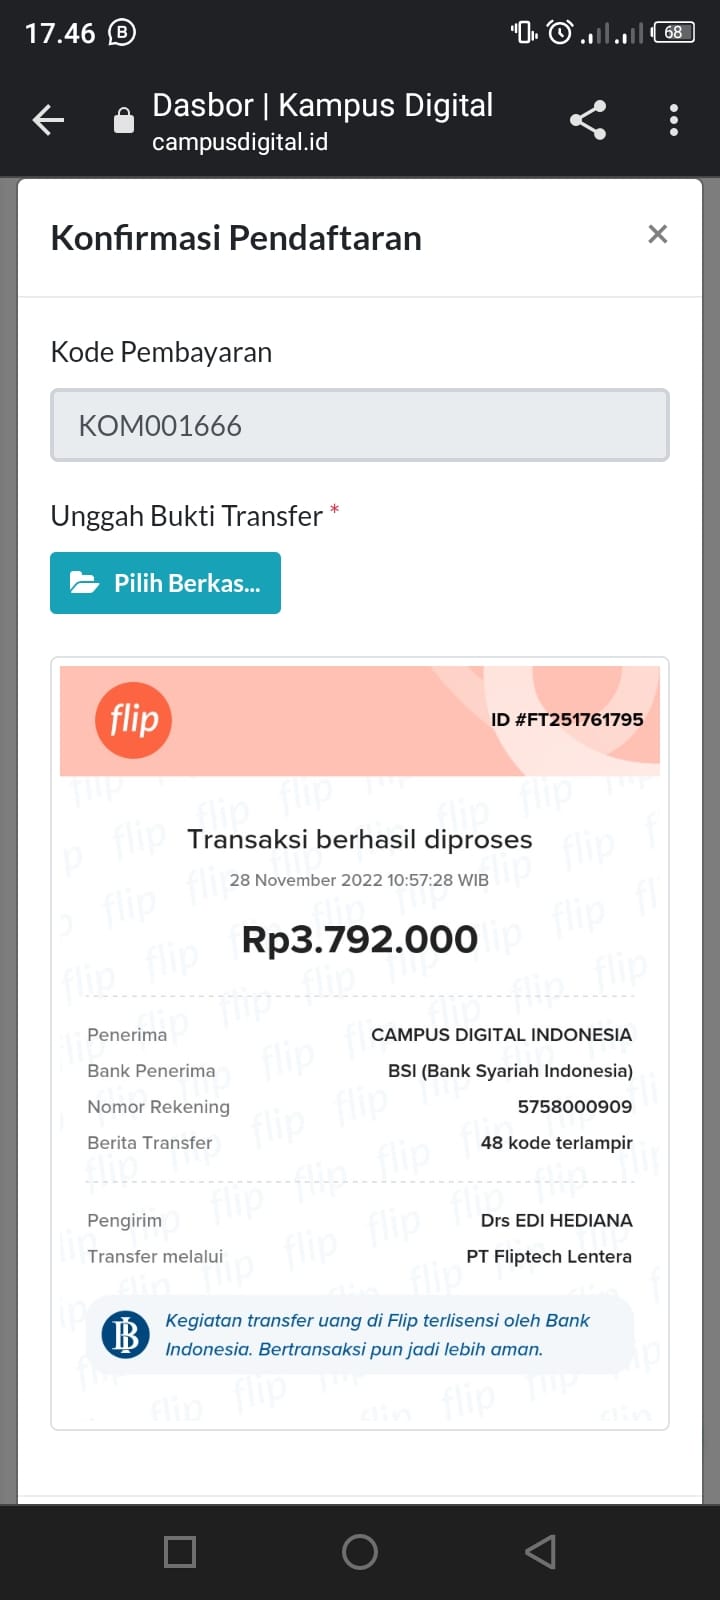 17.46
68
Dasbor | Kampus Digital
campusdigital.id
Konfirmasi Pendaftaran
Kode Pembayaran
KOM001666
Unggah Bukti Transfer *
Pilih Berkas...
flip
ID #FT251761795
Transaksi berhasil diproses
28 November 2022 10:57:28 WIB
Rp3.792.000
Penerima CAMPUS DIGITAL INDONESIA
Bank Penerima BSI (Bank Syariah Indonesia)
Nomor Rekening 5758000909
Berita Transfer 48 kode terlampir
Pengirim Drs EDI HEDIANA
Transfer melalui PT Fliptech Lentera
Kegiatan transfer uang di Flip terlisensi oleh Bank
Indonesia. Bertransaksi pun jadi lebih aman.